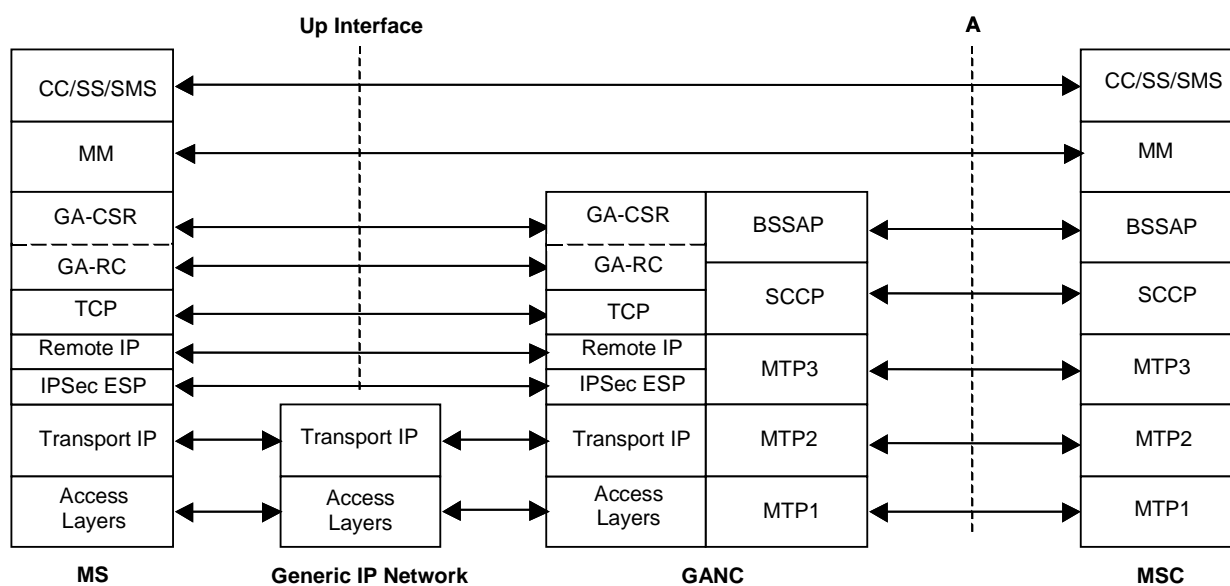 Up Interface
A
CC/SS/SMS
CC/SS/SMS
MM
MM
GA-CSR
GA-CSR
BSSAP
BSSAP
GA-RC
GA-RC
SCCP
SCCP
TCP
TCP
Remote IP
Remote IP
MTP3
MTP3
IPSec ESP
IPSec ESP
Transport IP
Transport IP
Transport IP
MTP2
MTP2
Access
Layers
Access
Layers
Access
Layers
MTP1
MTP1
MS
Generic IP Network
GANC
MSC